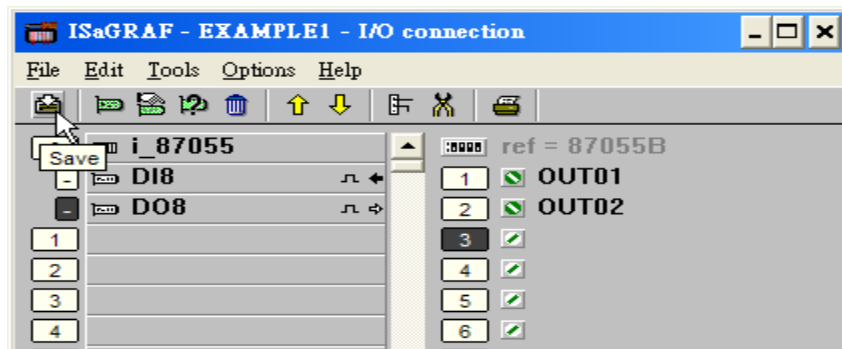 ISaGRAF - EXAMPLE1 - I/O connection
File Edit Tools Options Help
Save
i_87055
DI8
DO8
1
2
3
4
ref = 87055B
1 OUT01
2 OUT02
3
4
5
6